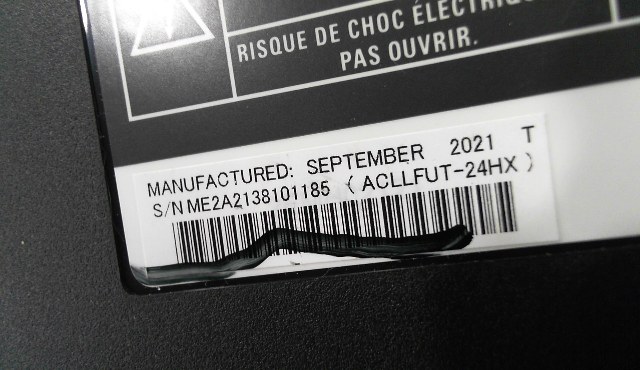 RISQUE DE CHOC ÉLECTRIQUE
PAS OUVRIR.
MANUFACTURED: SEPTEMBER 2021 T
S/N ME2A2138101185 (ACLLFUT-24HX)